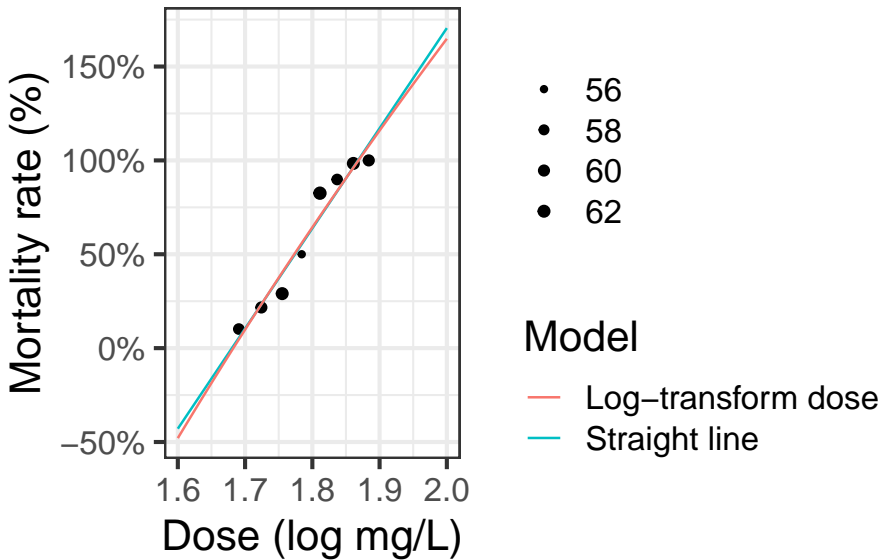 Mortality rate (%)
150%
100%
50%
0%
−50%
1.6 1.7 1.8 1.9 2.0
Dose (log mg/L)
56
58
60
62
Model
Log−transform dose
Straight line